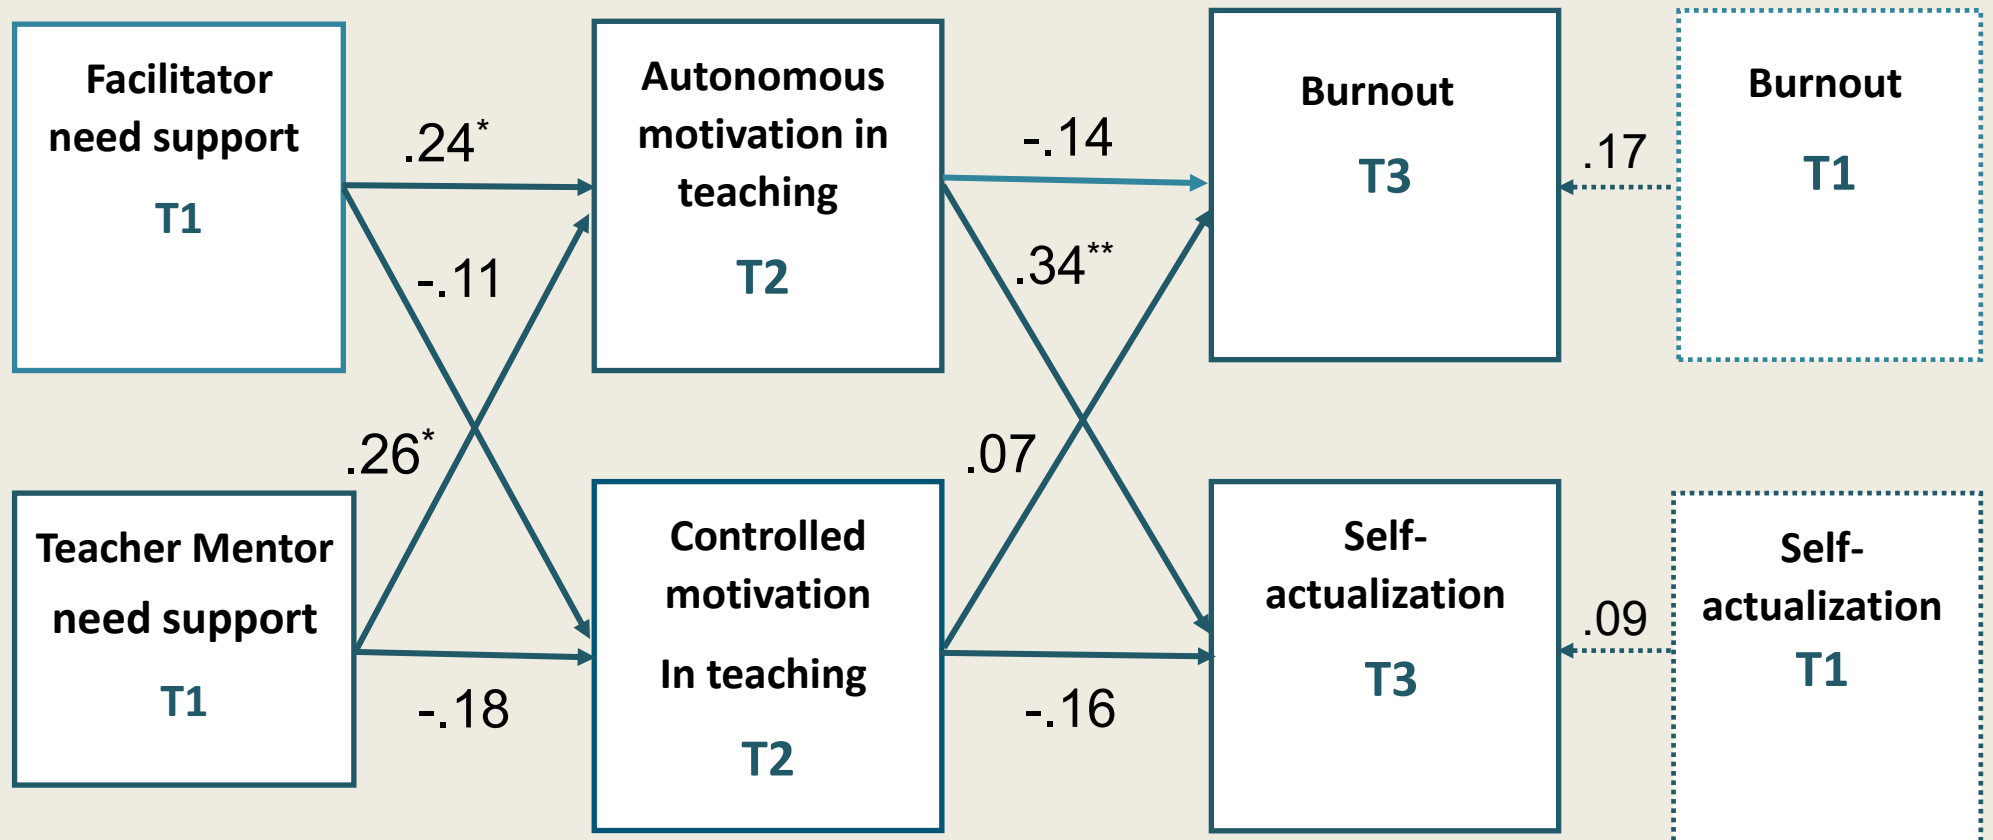 Facilitator
need support
T1
.24*
-.11
.26*
Teacher Mentor
need support
T1
-.18
Autonomous
motivation in
teaching
T2
Controlled
motivation
In teaching
T2
-.14
.34**
.07
-.16
Burnout
T3
Self-
actualization
T3
.17
.09
Burnout
T1
Self-
actualization
T1